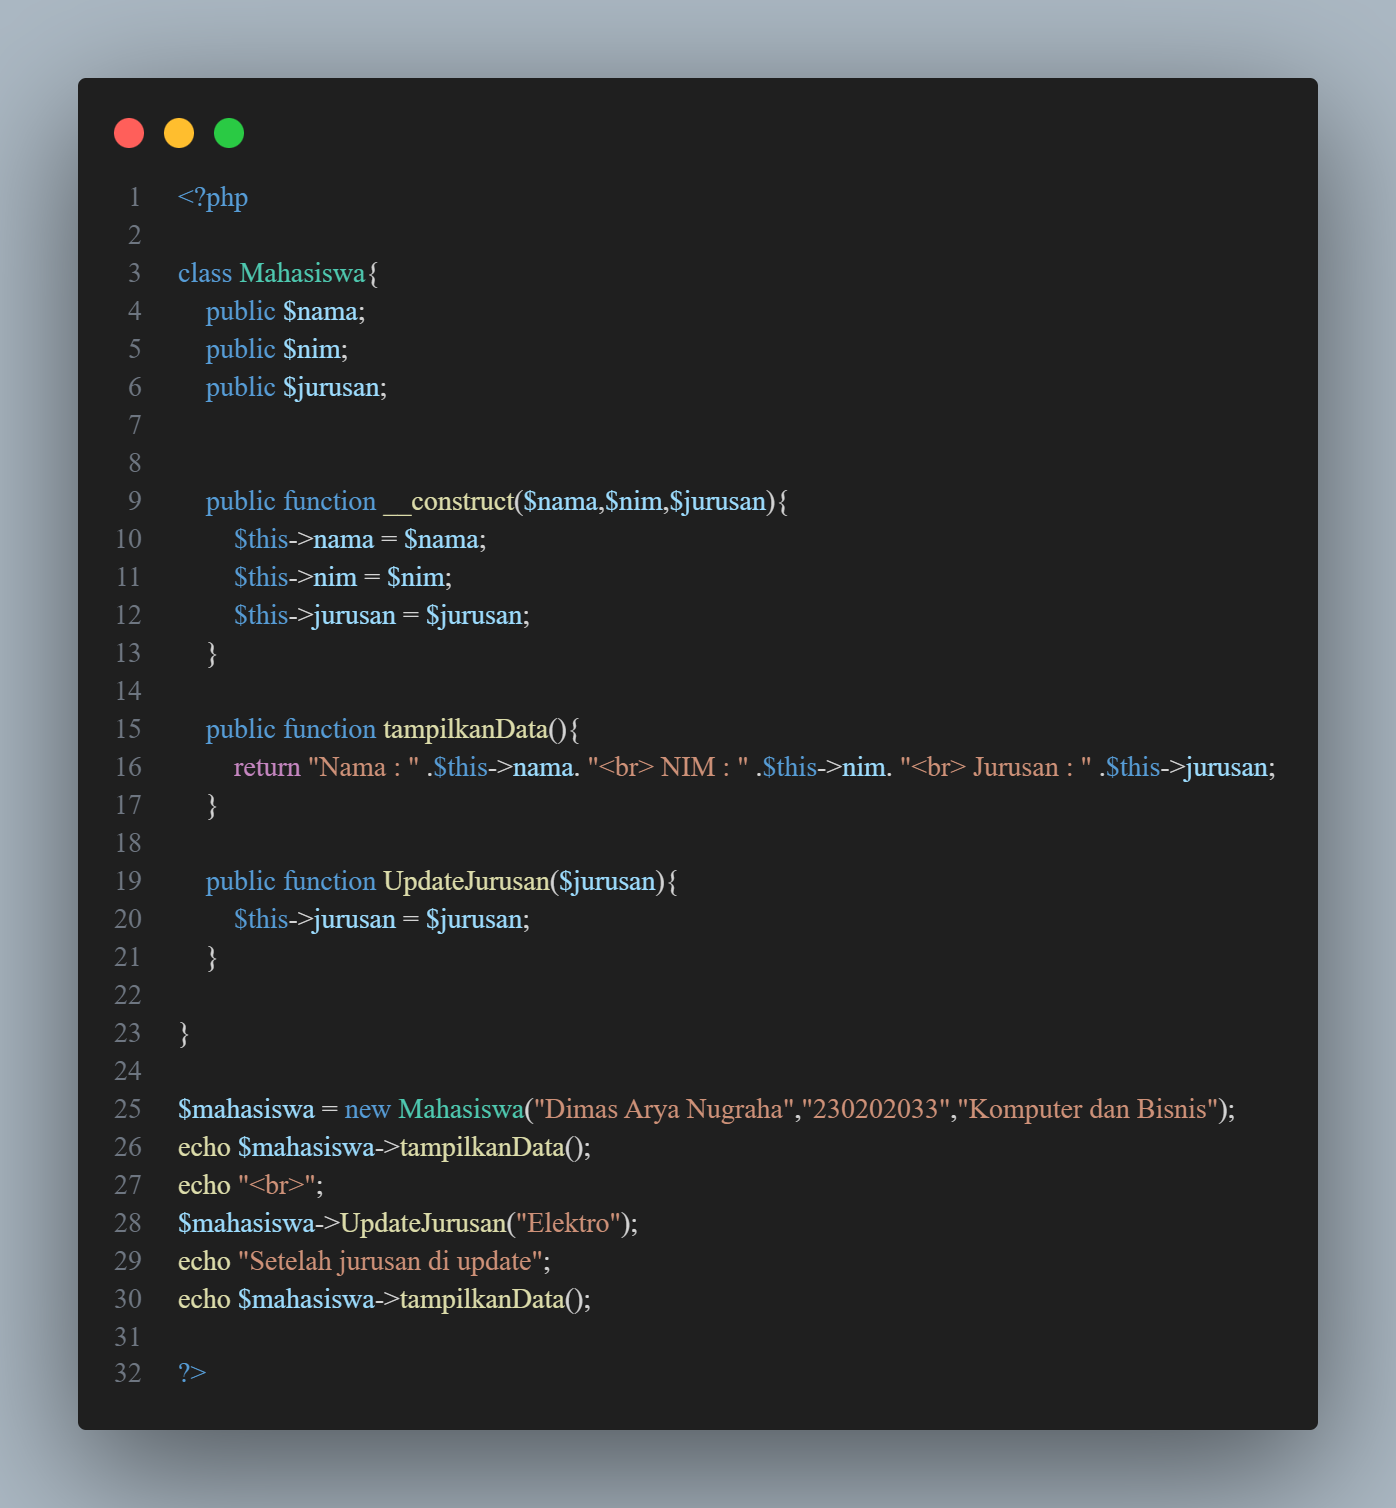 1 <?php
2
3 class Mahasiswa{
4     public $nama;
5     public $nim;
6     public $jurusan;
7
8
9     public function __construct($nama,$nim,$jurusan){
10         $this->nama = $nama;
11         $this->nim = $nim;
12         $this->jurusan = $jurusan;
13     }
14
15     public function tampilkanData(){
16         return "Nama : " .$this->nama. "<br> NIM : " .$this->nim. "<br> Jurusan : " .$this->jurusan;
17     }
18
19     public function UpdateJurusan($jurusan){
20         $this->jurusan = $jurusan;
21     }
22
23 }
24
25 $mahasiswa = new Mahasiswa("Dimas Arya Nugraha","230202033","Komputer dan Bisnis");
26 echo $mahasiswa->tampilkanData();
27 echo "<br>";
28 $mahasiswa->UpdateJurusan("Elektro");
29 echo "Setelah jurusan di update";
30 echo $mahasiswa->tampilkanData();
31
32 ?>